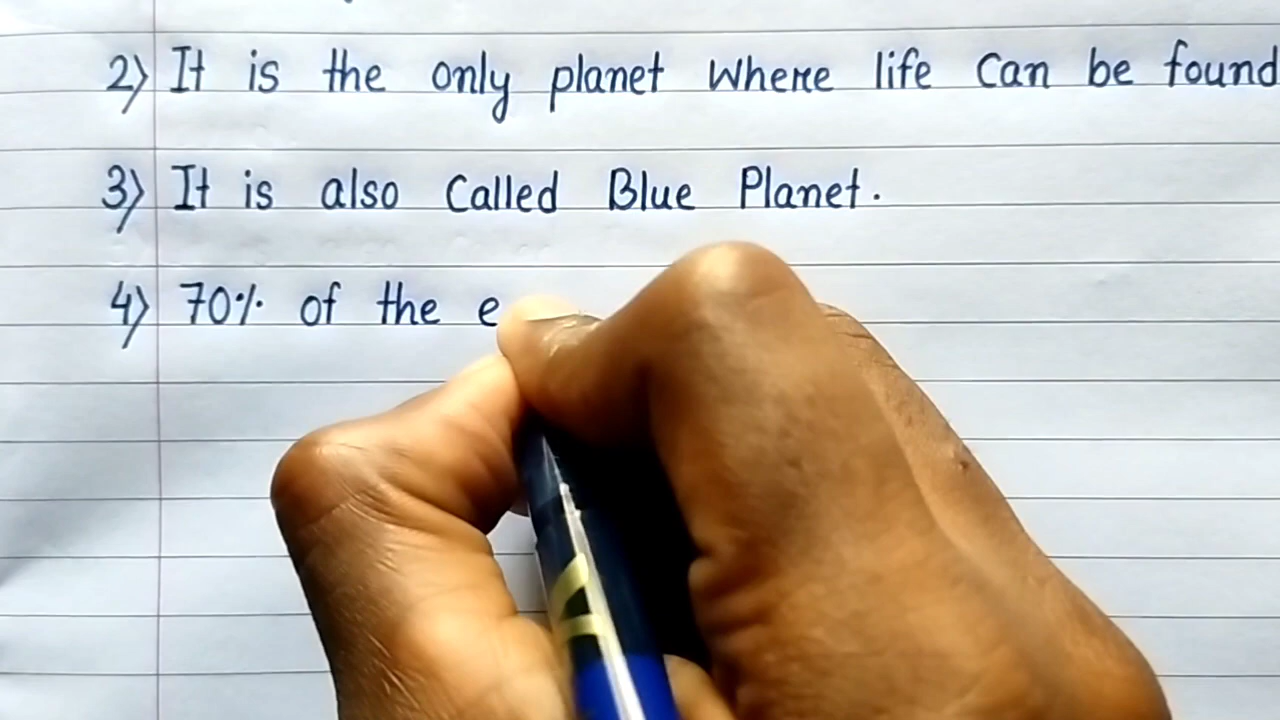 2) It is the only planet where life can be found
3) It is also called Blue Planet.
4) 70% of the e